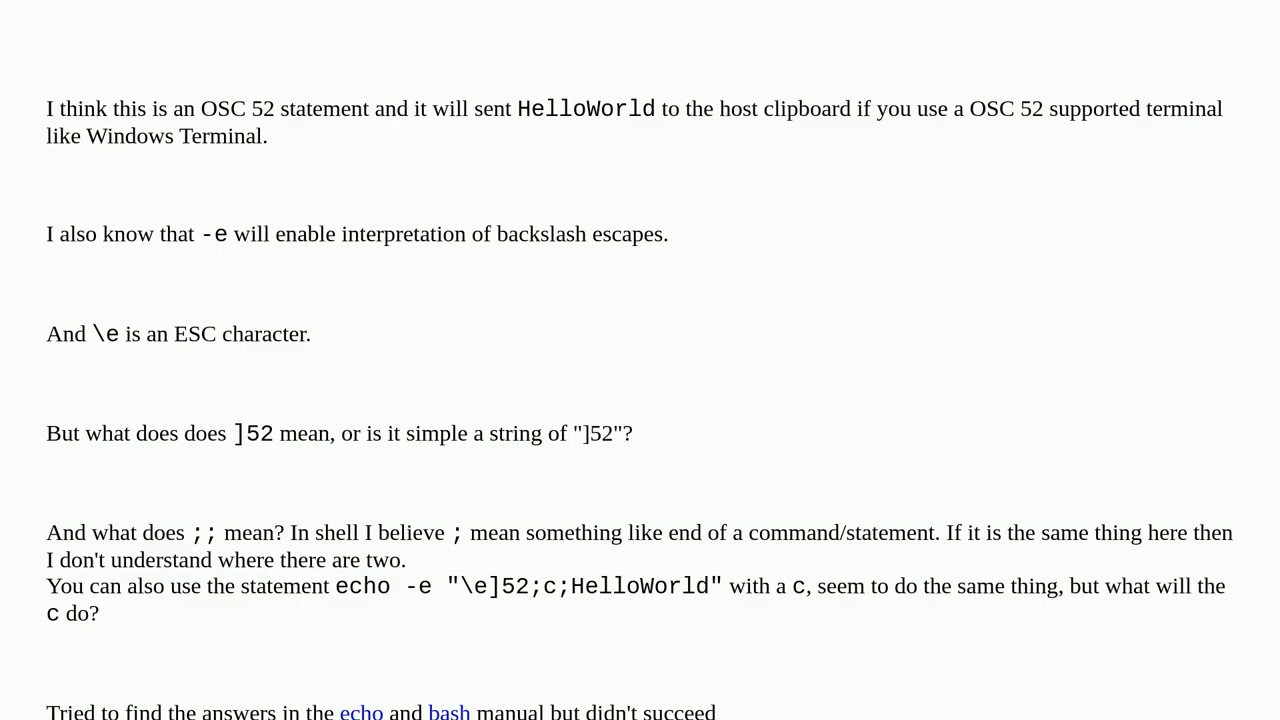 I think this is an OSC 52 statement and it will sent HelloWorld to the host clipboard if you use a OSC 52 supported terminal
like Windows Terminal.
I also know that -e will enable interpretation of backslash escapes.
And \e is an ESC character.
But what does does ]52 mean, or is it simple a string of "]52"?
And what does ;; mean? In shell I believe ; mean something like end of a command/statement. If it is the same thing here then
I don't understand where there are two.
You can also use the statement echo -e "\e]52;c;HelloWorld" with a c, seem to do the same thing, but what will the
c do?
Tried to find the answers in the echo and bash manual but didn't succeed